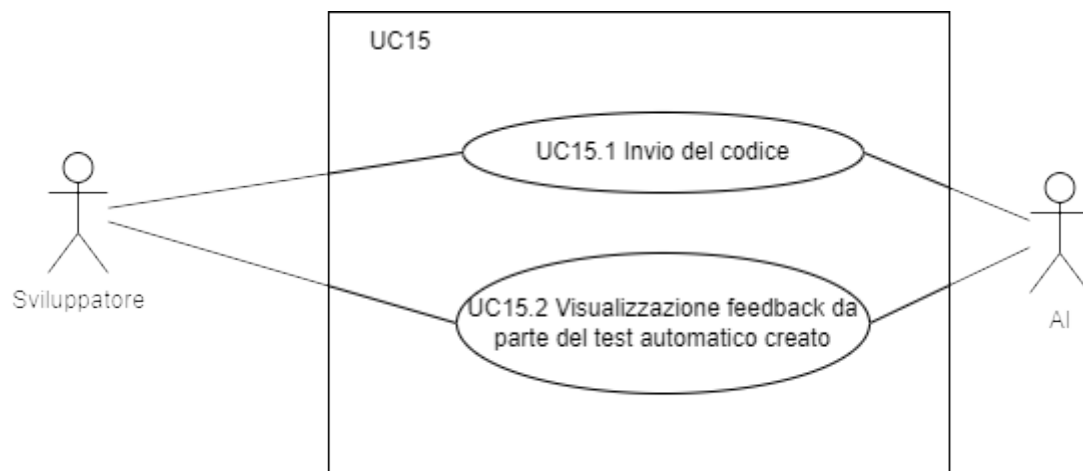 UC15
UC15.1 Invio del codice
Sviluppatore
UC15.2 Visualizzazione feedback da
parte del test automatico creato
AI